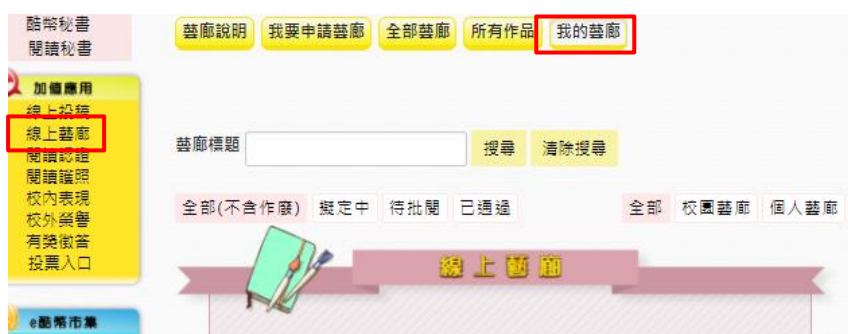 酷幣秘書
閱讀秘書
加值應用
線上投稿
線上藝廊
閱讀認證
閱讀護照
校內表現
校外榮譽
有獎徵答
投票入口
e酷幣市集
藝廊說明 我要申請藝廊 全部藝廊 所有作品 我的藝廊
藝廊標題 搜尋 清除搜尋
全部(不含作廢) 擬定中 待批閱 已通過 全部 校園藝廊 個人藝廊
線上藝廊